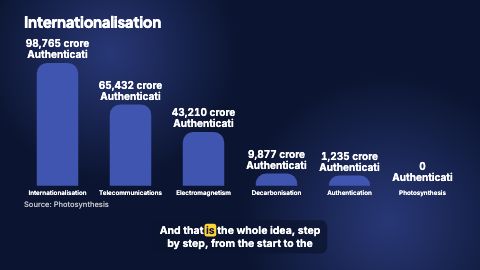 Internationalisation
98,765 crore
Authenticati
65,432 crore
Authenticati
43,210 crore
Authenticati
9,877 crore
Authenticati
1,235 crore
Authenticati
0
Authenticati
Internationalisation
Telecommunications
Electromagnetism
Decarbonisation
Authentication
Photosynthesis
Source: Photosynthesis
And that is the whole idea, step
by step, from the start to the